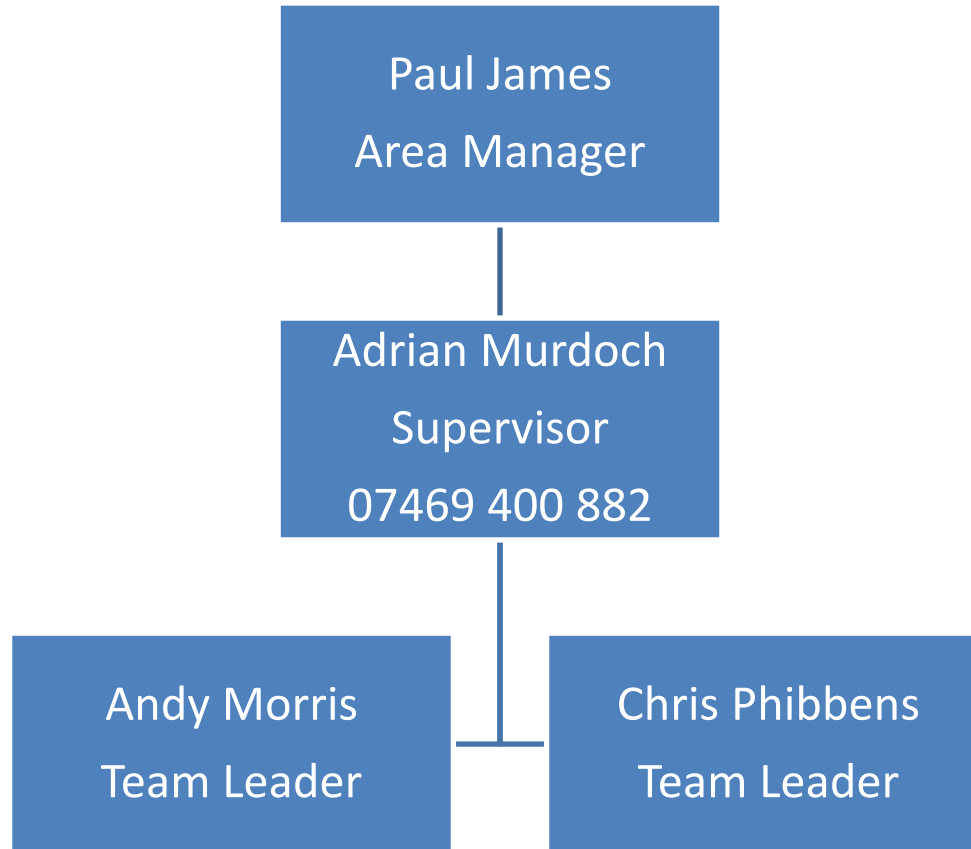 Paul James
Area Manager
Adrian Murdoch
Supervisor
07469 400 882
Andy Morris
Team Leader
Chris Phibbens
Team Leader